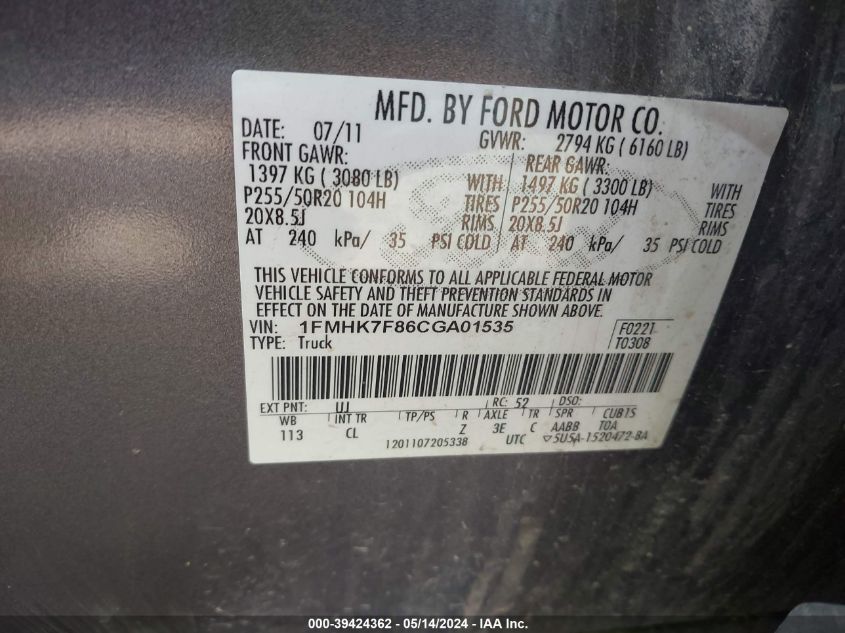 MFD. BY FORD MOTOR CO.
DATE: 07/11 GVWR: 2794 KG ( 6160 LB)
FRONT GAWR: REAR GAWR:
1397 KG ( 3080 LB) WITH 1497 KG ( 3300 LB) WITH
P255/50R20 104H TIRES P255/50R20 104H TIRES
20X8.5J RIMS 20X8.5J RIMS
AT 240 kPa/ 35 PSI COLD AT 240 kPa/ 35 PSI COLD
THIS VEHICLE CONFORMS TO ALL APPLICABLE FEDERAL MOTOR
VEHICLE SAFETY AND THEFT PREVENTION STANDARDS IN
EFFECT ON THE DATE OF MANUFACTURE SHOWN ABOVE.
VIN: 1FMHK7F86CGA01535 F0221
TYPE: Truck T0308
EXT PNT: UJ RC: 52 DSO:
WB INT TR TP/PS R AXLE TR SPR CUB1S
113 CL Z 3E C AABB TOA
1201107205338 UTC ▽5U5A-1520472-BA
000-39424362 - 05/14/2024 - IAA Inc.